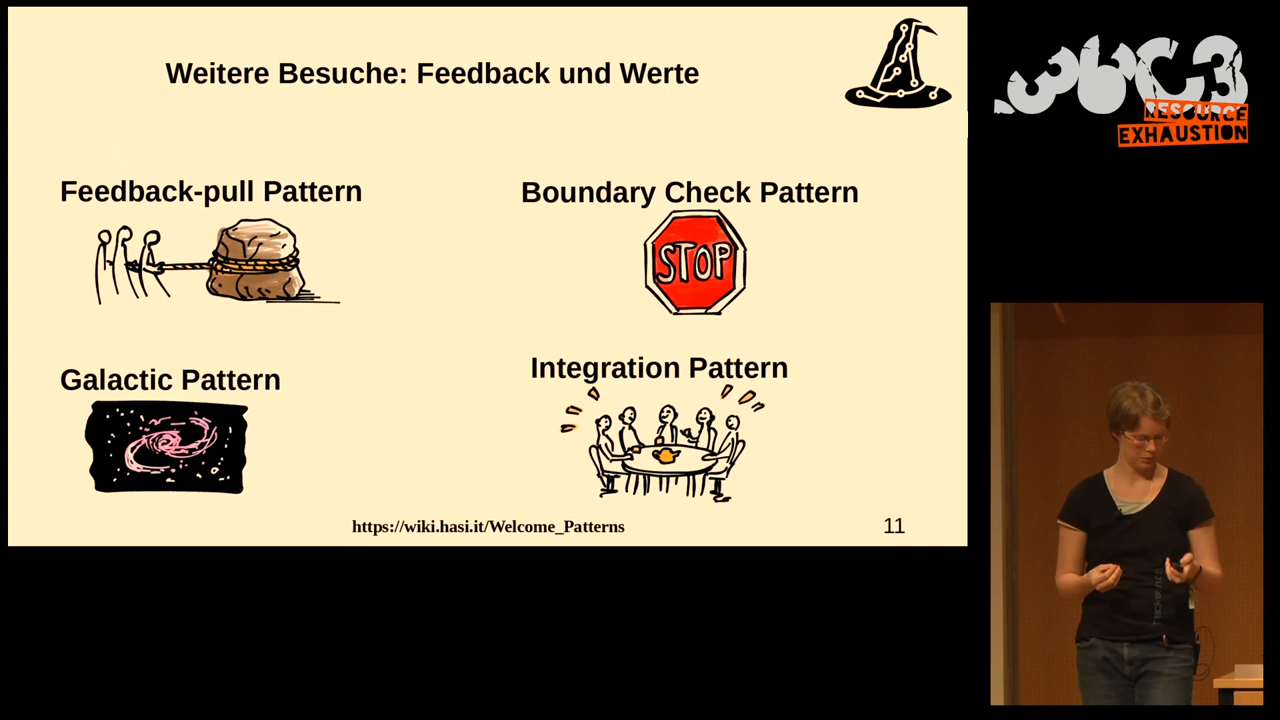 Weitere Besuche: Feedback und Werte
Feedback-pull Pattern
Boundary Check Pattern
STOP
Galactic Pattern
Integration Pattern
https://wiki.hasi.it/Welcome_Patterns
11
36C3
RESOURCE
EXHAUSTION